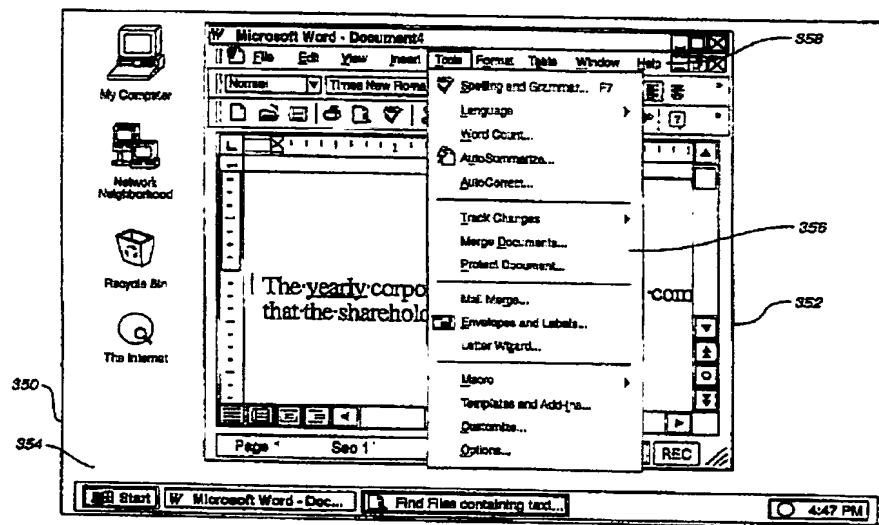 Microsoft Word - Document4
File Edit View Insert Tools Format Table Window Help
Normal Times New Roma
My Computer
Network Neighborhood
Recycle Bin
The Internet
Spelling and Grammar... F7
Language
Word Count...
AutoSummarize...
AutoCorrect...
Track Changes
Merge Documents...
Protect Document...
Mail Merge...
Envelopes and Labels...
Letter Wizard...
Macro
Templates and Add-Ins...
Customize...
Options...
The·yearly·corpo
com
that·the·sharehold
Page Sec 1
REC
Start
W Microsoft Word - Doc...
Find Files containing text...
4:47 PM
358
356
352
350
354